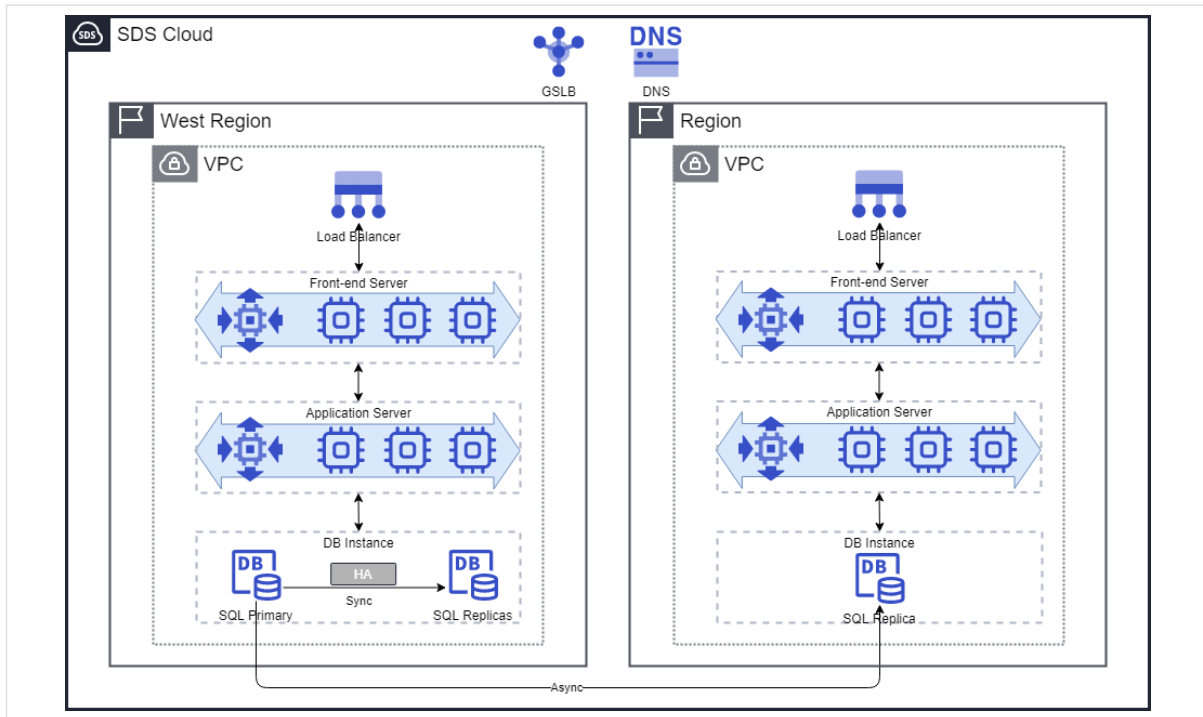 SDS
SDS Cloud
DNS
GSLB
DNS
West Region
Region
VPC
VPC
Load Balancer
Load Balancer
Front-end Server
Front-end Server
Application Server
Application Server
DB Instance
DB Instance
DB
HA
DB
DB
Sync
SQL Primary
SQL Replicas
SQL Replica
Async